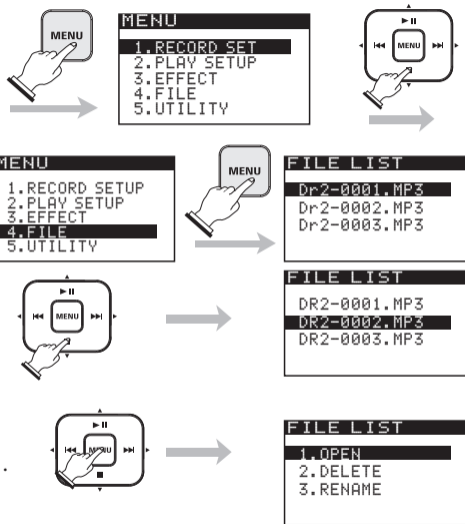 MENU
MENU
1.RECORD SET
2.PLAY SETUP
3.EFFECT
4.FILE
5.UTILITY
MENU
MENU
1.RECORD SETUP
2.PLAY SETUP
3.EFFECT
4.FILE
5.UTILITY
MENU
FILE LIST
Dr2-0001.MP3
Dr2-0002.MP3
Dr2-0003.MP3
MENU
FILE LIST
DR2-0001.MP3
DR2-0002.MP3
DR2-0003.MP3
MENU
.
FILE LIST
1.OPEN
2.DELETE
3.RENAME